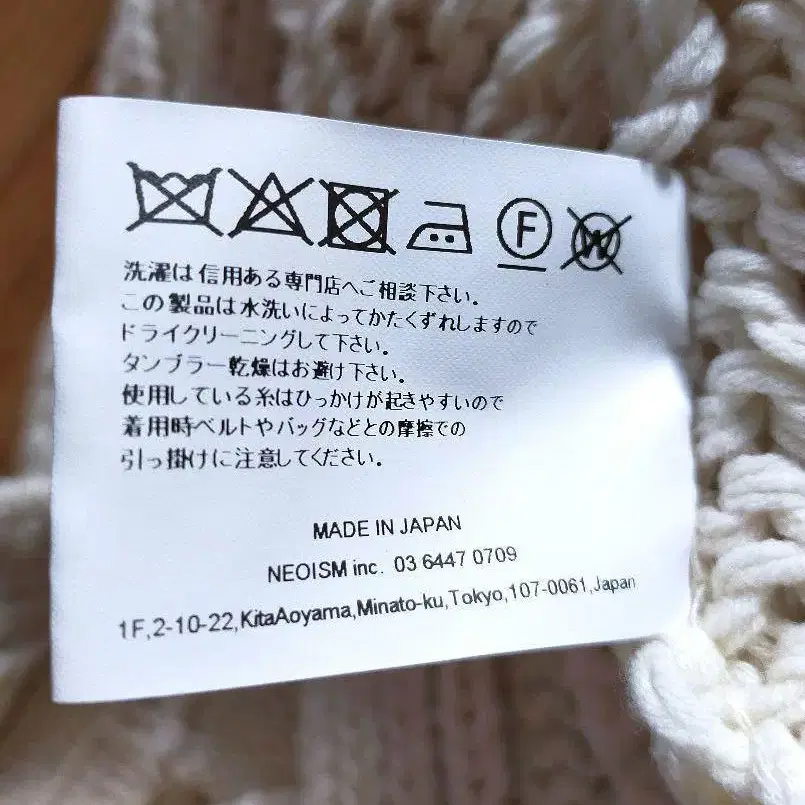 F W
洗濯は信用ある専門店へご相談下さい。
この製品は水洗いによってかたくずれしますので
ドライクリーニングして下さい。
タンブラー乾燥はお避け下さい。
使用している糸はひっかけが起きやすいので
着用時ベルトやバッグなどとの摩擦での
引っ掛けに注意してください。
MADE IN JAPAN
NEOISM inc. 03 6447 0709
1F,2-10-22,KitaAoyama,Minato-ku,Tokyo,107-0061,Japan